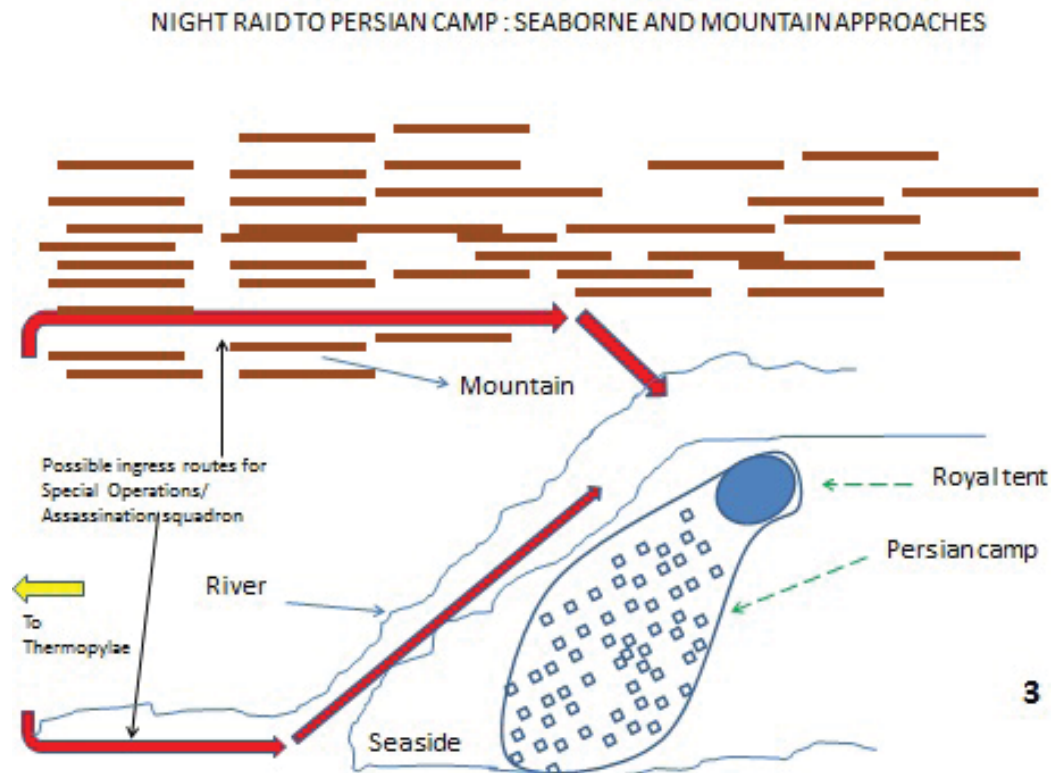 NIGHT RAID TO PERSIAN CAMP : SEABORNE AND MOUNTAIN APPROACHES
Mountain
Possible ingress routes for
Special Operations/
Assassination squadron
Royal tent
Persian camp
River
To
Thermopylae
3
Seaside